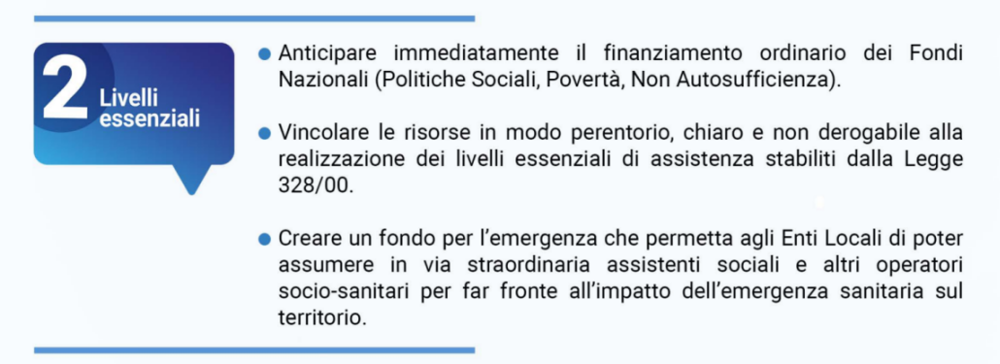 2
Livelli
essenziali
● Anticipare immediatamente il finanziamento ordinario dei Fondi
Nazionali (Politiche Sociali, Povertà, Non Autosufficienza).
● Vincolare le risorse in modo perentorio, chiaro e non derogabile alla
realizzazione dei livelli essenziali di assistenza stabiliti dalla Legge
328/00.
● Creare un fondo per l’emergenza che permetta agli Enti Locali di poter
assumere in via straordinaria assistenti sociali e altri operatori
socio-sanitari per far fronte all’impatto dell’emergenza sanitaria sul
territorio.